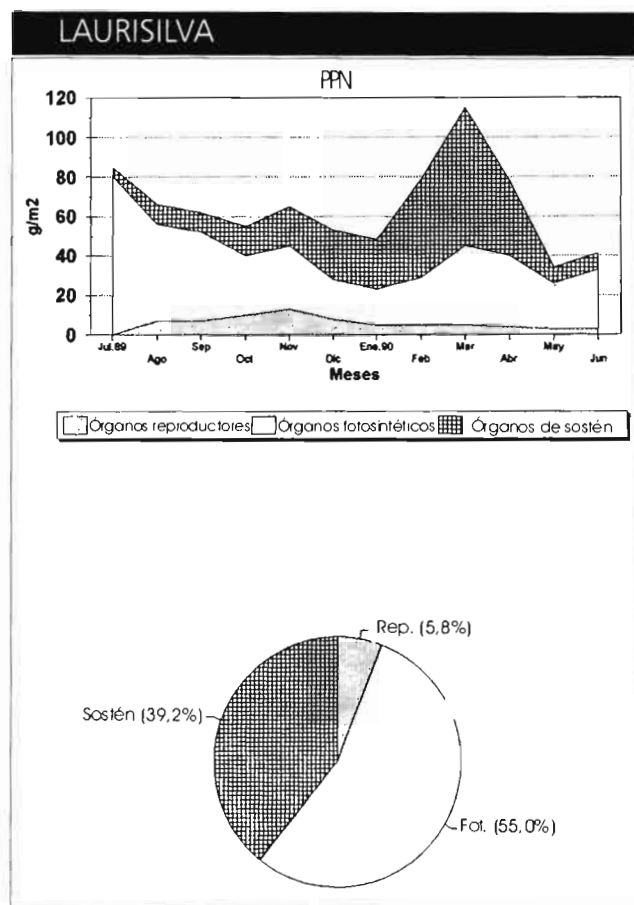 LAURISILVA
PPN
120
100
80
60
40
20
0
g/m2
Jul.89 Ago Sep Oct Nov Dic Ene.90 Feb Mar Abr May Jun
Meses
Órganos reproductores Órganos fotosintéticos Órganos de sostén
Rep. (5,8%)
Sostén (39,2%)
Fot. (55,0%)